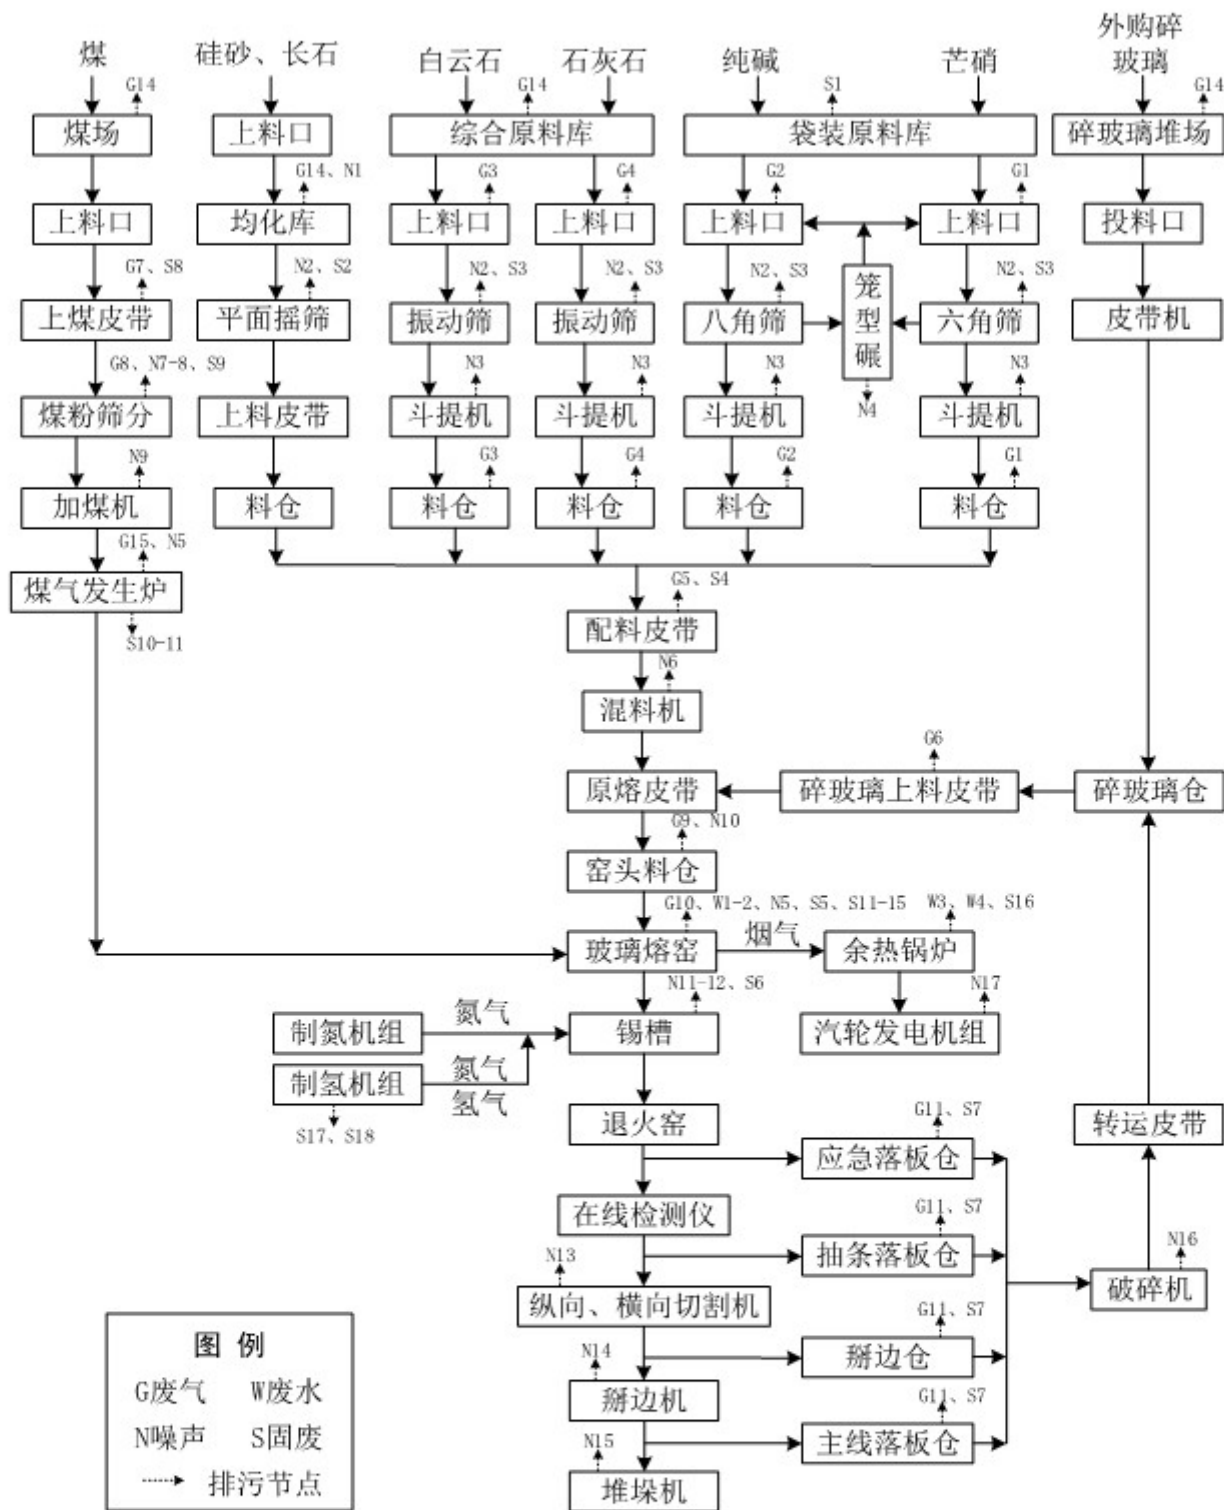 煤
硅砂、长石
白云石
石灰石
纯碱
芒硝
外购碎
玻璃
G14
G14
S1
G14
煤场
上料口
综合原料库
袋装原料库
碎玻璃堆场
G14、N1
G3
G4
G2
G1
上料口
均化库
上料口
上料口
上料口
上料口
投料口
G7、S8
N2、S2
N2、S3
N2、S3
N2、S3
笼型碾
N2、S3
上煤皮带
平面摇筛
振动筛
振动筛
八角筛
六角筛
皮带机
G8、N7-8、S9
N3
N3
N3
N4
N3
煤粉筛分
上料皮带
斗提机
斗提机
斗提机
斗提机
N9
G3
G4
G2
G1
加煤机
料仓
料仓
料仓
料仓
料仓
G15、N5
煤气发生炉
S10-11
G5、S4
配料皮带
N6
混料机
G6
原熔皮带
碎玻璃上料皮带
碎玻璃仓
G9、N10
窑头料仓
G10、W1-2、N5、S5、S11-15
W3、W4、S16
玻璃熔窑
烟气
余热锅炉
N11-12、S6
N17
制氮机组
氮气
锡槽
汽轮发电机组
制氢机组
氮气
氢气
S17、S18
退火窑
G11、S7
应急落板仓
转运皮带
在线检测仪
G11、S7
抽条落板仓
N16
破碎机
N13
纵向、横向切割机
G11、S7
掰边仓
N14
掰边机
G11、S7
主线落板仓
N15
堆垛机
图 例
G废气 W废水
N噪声 S固废
排污节点